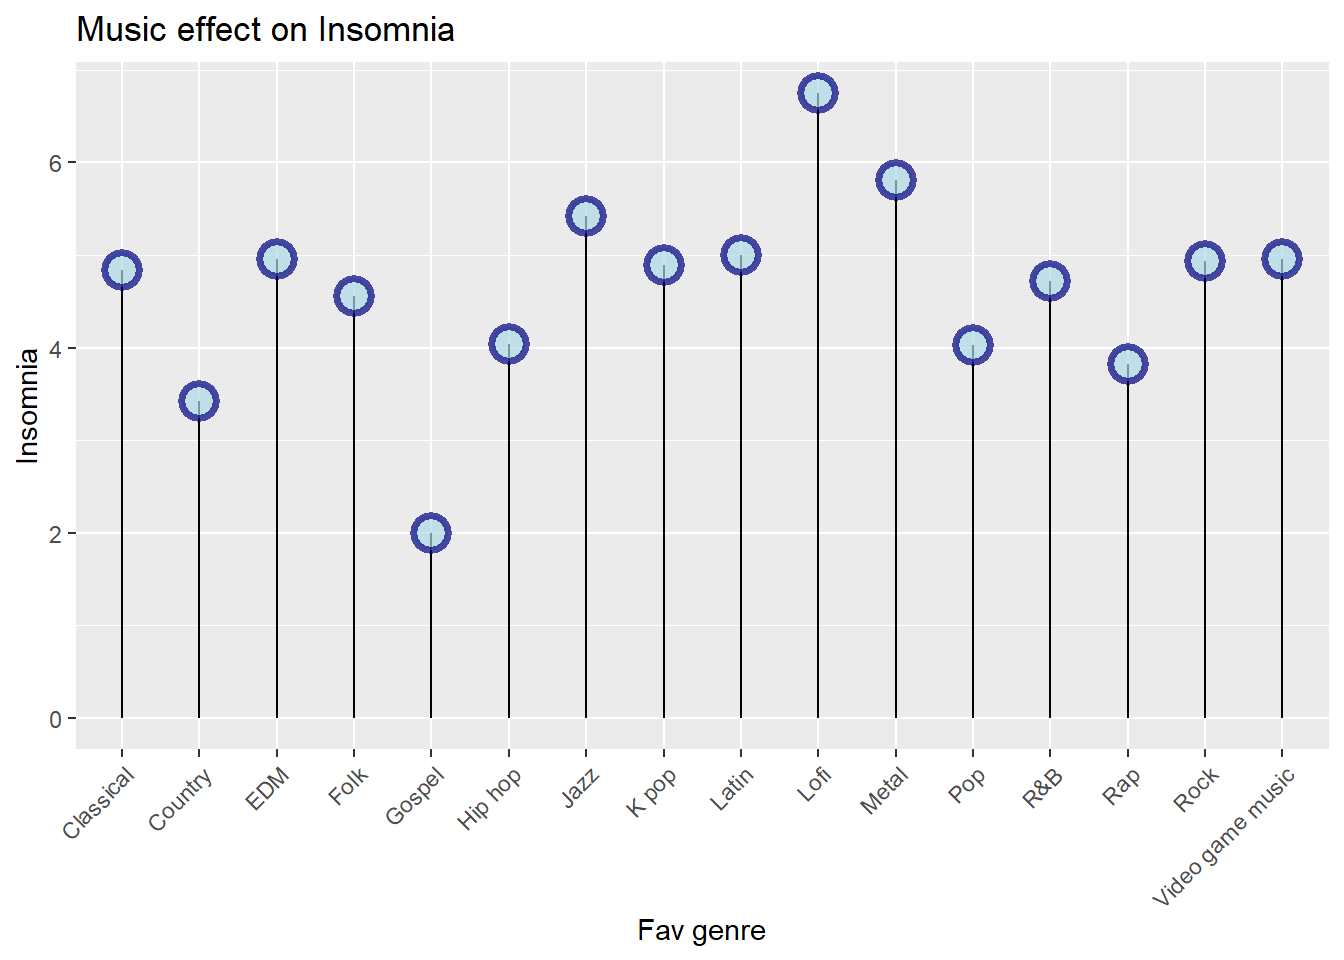 Music effect on Insomnia
Insomnia
6
4
2
0
Classical
Country
EDM
Folk
Gospel
Hip hop
Jazz
K pop
Latin
Lofi
Metal
Pop
R&B
Rap
Rock
Video game music
Fav genre